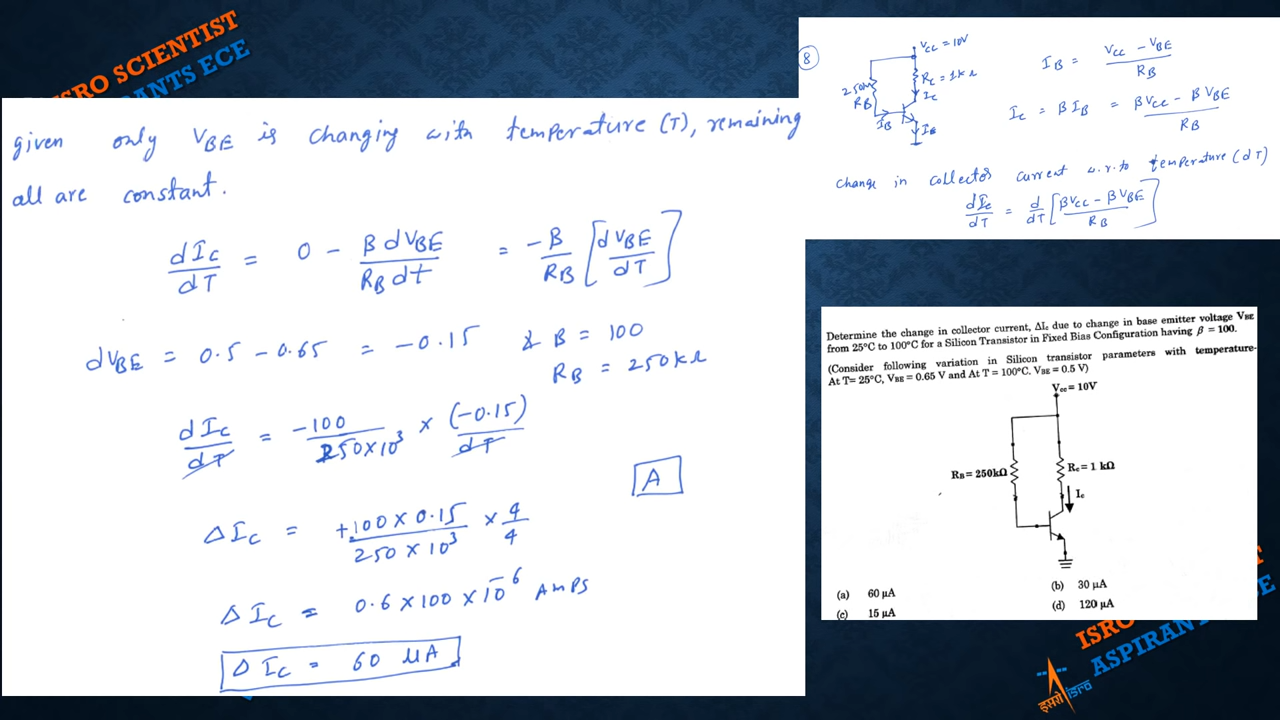 ISRO SCIENTIST
ASPIRANTS ECE
given only VBE is changing with temperature (T), remaining
all are constant.
dIc/dT = 0 - β dVBE/RB dt = -β/RB [dVBE/dT]
dVBE = 0.5 - 0.65 = -0.15 & B = 100
RB = 250kΩ
dIc/dT = -100/250×10³ × (-0.15)/dT
A
ΔIc = +100 × 0.15/250 × 10³ × 4/4
ΔIc = 0.6 × 100 × 10⁻⁶ AMPS
ΔIc = 60 μA
8
Vcc = 10V
250k
RB
Rc = 1kΩ
Ic
IB
IE
IB = Vcc - VBE/RB
Ic = β IB = βVcc - β VBE/RB
change in collector current w.r.to temperature (dT)
dIc/dT = d/dT [βVcc - βVBE/RB]
Determine the change in collector current, ΔIc due to change in base emitter voltage VBE
from 25°C to 100°C for a Silicon Transistor in Fixed Bias Configuration having β = 100.
(Consider following variation in Silicon transistor parameters with temperature-
At T= 25°C, VBE = 0.65 V and At T = 100°C. VBE = 0.5 V)
Vcc = 10V
RB = 250kΩ
Rc = 1 kΩ
Ic
(a) 60 μA
(b) 30 μA
(c) 15 μA
(d) 120 μA
ISRO
ASPIRANTS
इसरो isro